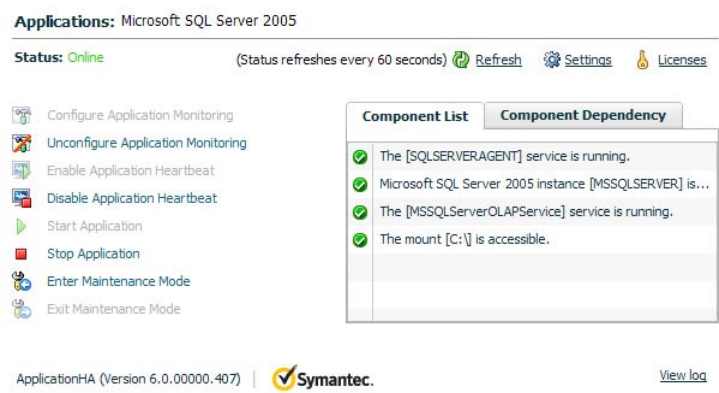 Applications: Microsoft SQL Server 2005
Status: Online
(Status refreshes every 60 seconds) Refresh Settings Licenses
Configure Application Monitoring
Unconfigure Application Monitoring
Enable Application Heartbeat
Disable Application Heartbeat
Start Application
Stop Application
Enter Maintenance Mode
Exit Maintenance Mode
Component List Component Dependency
The [SQLSERVERAGENT] service is running.
Microsoft SQL Server 2005 instance [MSSQLSERVER] is...
The [MSSQLServerOLAPService] service is running.
The mount [C:\] is accessible.
ApplicationHA (Version 6.0.00000.407) Symantec. View log